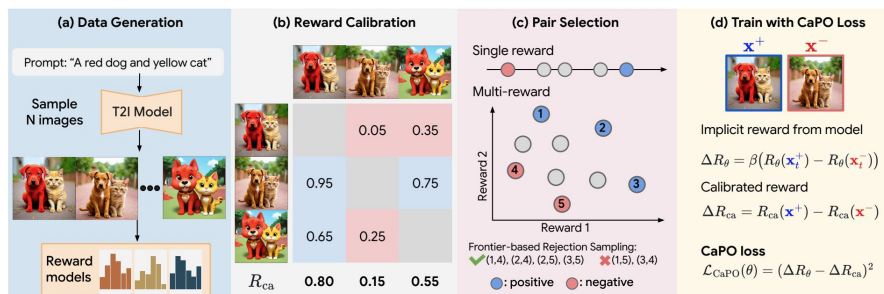 (a) Data Generation
Prompt: “A red dog and yellow cat”
Sample
N images
T2I Model
Reward
models
(b) Reward Calibration
0.05 0.35
0.95 0.75
0.65 0.25
R_ca 0.80 0.15 0.55
(c) Pair Selection
Single reward
Multi-reward
1
2
4
3
5
Reward 2
Reward 1
Frontier-based Rejection Sampling:
(1,4), (2,4), (2,5), (3,5) (1,5), (3,4)
: positive : negative
(d) Train with CaPO Loss
x⁺ x⁻
Implicit reward from model
ΔR_θ = β(R_θ(x_t⁺) − R_θ(x_t⁻))
Calibrated reward
ΔR_ca = R_ca(x⁺) − R_ca(x⁻)
CaPO loss
ℒ_CaPO(θ) = (ΔR_θ − ΔR_ca)²